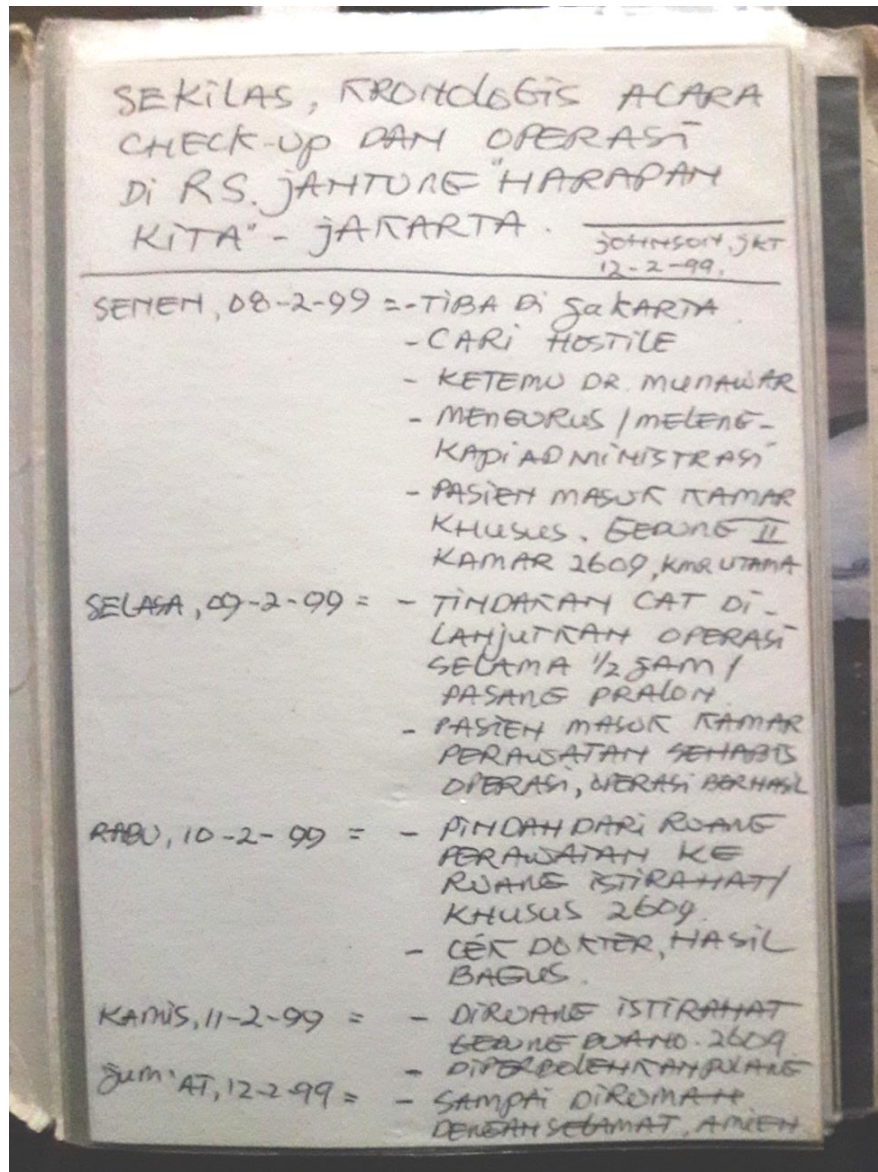 SEKILAS, KRONOLOGIS ACARA
CHECK-UP DAN OPERASI
Di RS. JANTUNG "HARAPAN
KITA" - JAKARTA.
JOHNSON, JKT
12-2-99.
SENEN, 08-2-99 = - TIBA Di JAKARTA
- CARI HOSTILE
- KETEMU DR. MUNAWAR
- MENGURUS / MELENG-
KAPI ADMINISTRASI
- PASIEN MASUK KAMAR
KHUSUS. GEDUNG II
KAMAR 2609, KMR UTAMA
SELASA, 09-2-99 = - TINDAKAN CAT Di-
LANJUTKAN OPERASI
SELAMA 1/2 JAM /
PASANG PRALON
- PASIEN MASUK KAMAR
PERAWATAN SEHABIS
OPERASI, OPERASI BERHASIL
RABU, 10-2-99 = - PINDAH DARI RUANG
PERAWATAN KE
RUANG ISTIRAHAT/
KHUSUS 2609.
- CEK DOKTER, HASIL
BAGUS.
KAMIS, 11-2-99 = - DIRUANG ISTIRAHAT
GEDUNG DUA NO. 2609
- DIPERBOLEHKAN PULANG
JUM'AT, 12-2-99 = - SAMPAI DIRUMAH
DENGAN SELAMAT, AMIEN